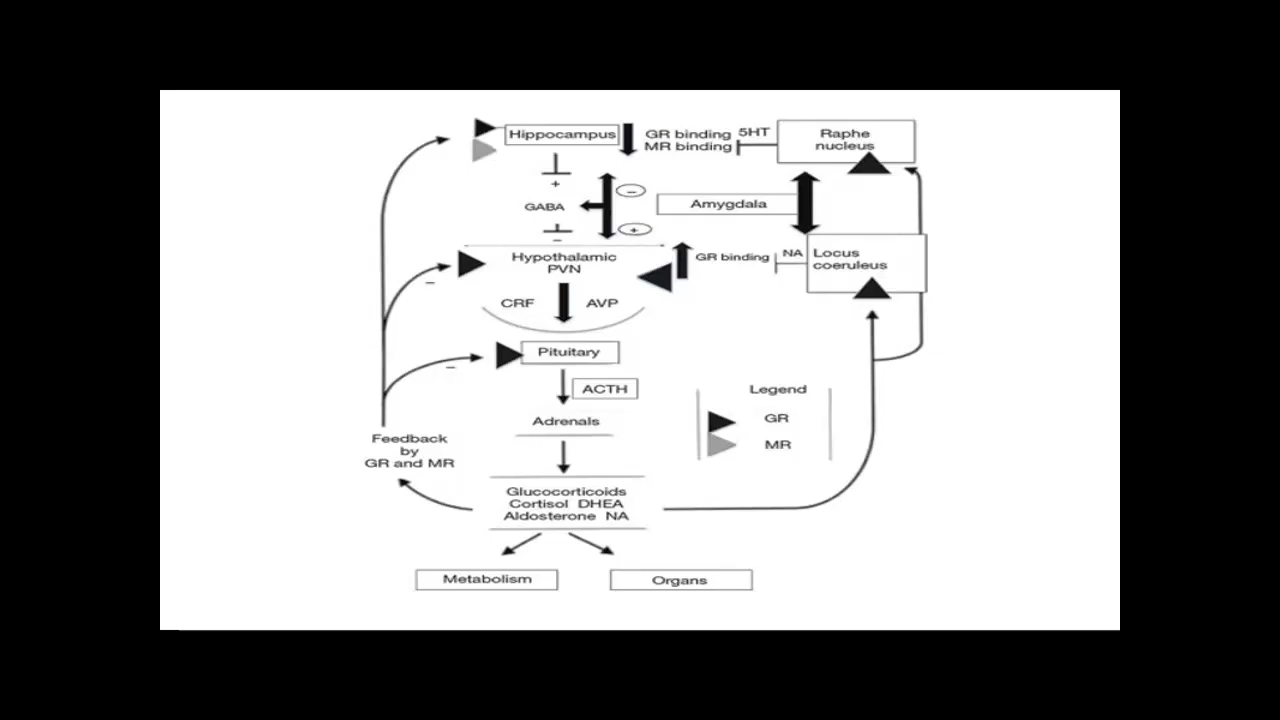 Hippocampus
GR binding
MR binding
5HT
Raphe
nucleus
+
−
GABA
Amygdala
+
−
Hypothalamic
PVN
GR binding
NA
Locus
coeruleus
−
CRF
AVP
Pituitary
−
ACTH
Adrenals
Legend
GR
MR
Feedback
by
GR and MR
Glucocorticoids
Cortisol DHEA
Aldosterone NA
Metabolism
Organs